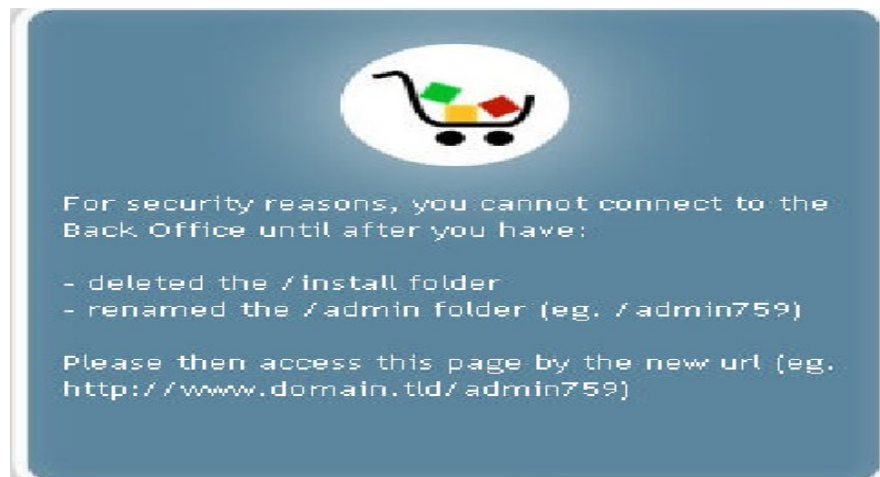 For security reasons, you cannot connect to the
Back Office until after you have:
- deleted the /install folder
- renamed the /admin folder (eg. /admin759)
Please then access this page by the new url (eg.
http://www.domain.tld/admin759)